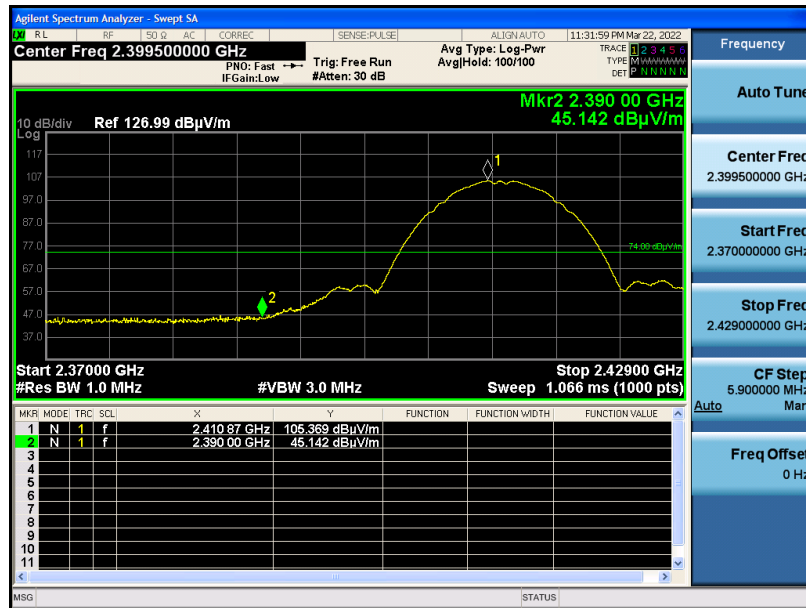 Agilent Spectrum Analyzer - Swept SA
LXI RL RF 50 Ω AC CORREC SENSE:PULSE ALIGN AUTO 11:31:59 PM Mar 22, 2022
Center Freq 2.399500000 GHz
PNO: Fast
IFGain:Low
Trig: Free Run
#Atten: 30 dB
Avg Type: Log-Pwr
Avg|Hold: 100/100
TRACE 1 2 3 4 5 6
TYPE M WWWWW
DET P N N N N N
Mkr2 2.390 00 GHz
45.142 dBµV/m
10 dB/div Ref 126.99 dBµV/m
Log
117
107
97.0
87.0
77.0
67.0
57.0
47.0
37.0
1
2
74.00 dBµV/m
Start 2.37000 GHz Stop 2.42900 GHz
#Res BW 1.0 MHz #VBW 3.0 MHz Sweep 1.066 ms (1000 pts)
MKR MODE TRC SCL X Y FUNCTION FUNCTION WIDTH FUNCTION VALUE
1 N 1 f 2.410 87 GHz 105.369 dBµV/m
2 N 1 f 2.390 00 GHz 45.142 dBµV/m
3
4
5
6
7
8
9
10
11
MSG STATUS
Frequency
Auto Tune
Center Freq
2.399500000 GHz
Start Freq
2.370000000 GHz
Stop Freq
2.429000000 GHz
CF Step
5.900000 MHz
Auto Man
Freq Offset
0 Hz